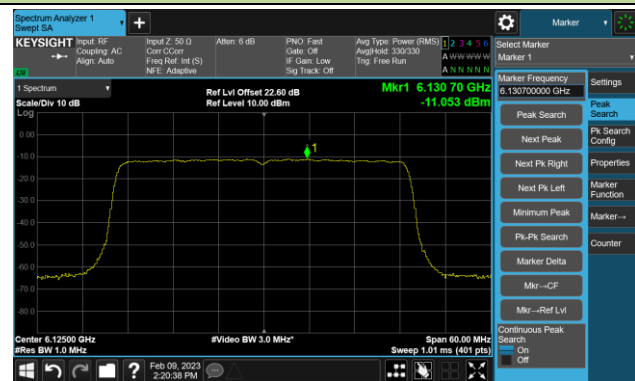 Spectrum Analyzer 1
Swept SA
Marker
KEYSIGHT
Input: RF
Coupling: AC
Align: Auto
Input Z: 50 Ω
Corr CCorr
Freq Ref: Int (S)
NFE: Adaptive
Atten: 6 dB
PNO: Fast
Gate: Off
IF Gain: Low
Sig Track: Off
Avg Type: Power (RMS)
Avg|Hold: 330/330
Trig: Free Run
1 2 3 4 5 6
A W W W W W
A N N N N N
Select Marker
Marker 1
1 Spectrum
Scale/Div 10 dB
Log
Ref Lvl Offset 22.60 dB
Ref Level 10.00 dBm
Mkr1 6.130 70 GHz
-11.053 dBm
0.00
-10.0
-20.0
-30.0
-40.0
-50.0
-60.0
-70.0
-80.0
1
Center 6.12500 GHz
#Res BW 1.0 MHz
#Video BW 3.0 MHz*
Span 60.00 MHz
Sweep 1.01 ms (401 pts)
Feb 09, 2023
2:20:38 PM
Marker Frequency
6.130700000 GHz
Peak Search
Next Peak
Next Pk Right
Next Pk Left
Minimum Peak
Pk-Pk Search
Marker Delta
Mkr→CF
Mkr→Ref Lvl
Continuous Peak
Search
On
Off
Settings
Peak
Search
Pk Search
Config
Properties
Marker
Function
Marker→
Counter